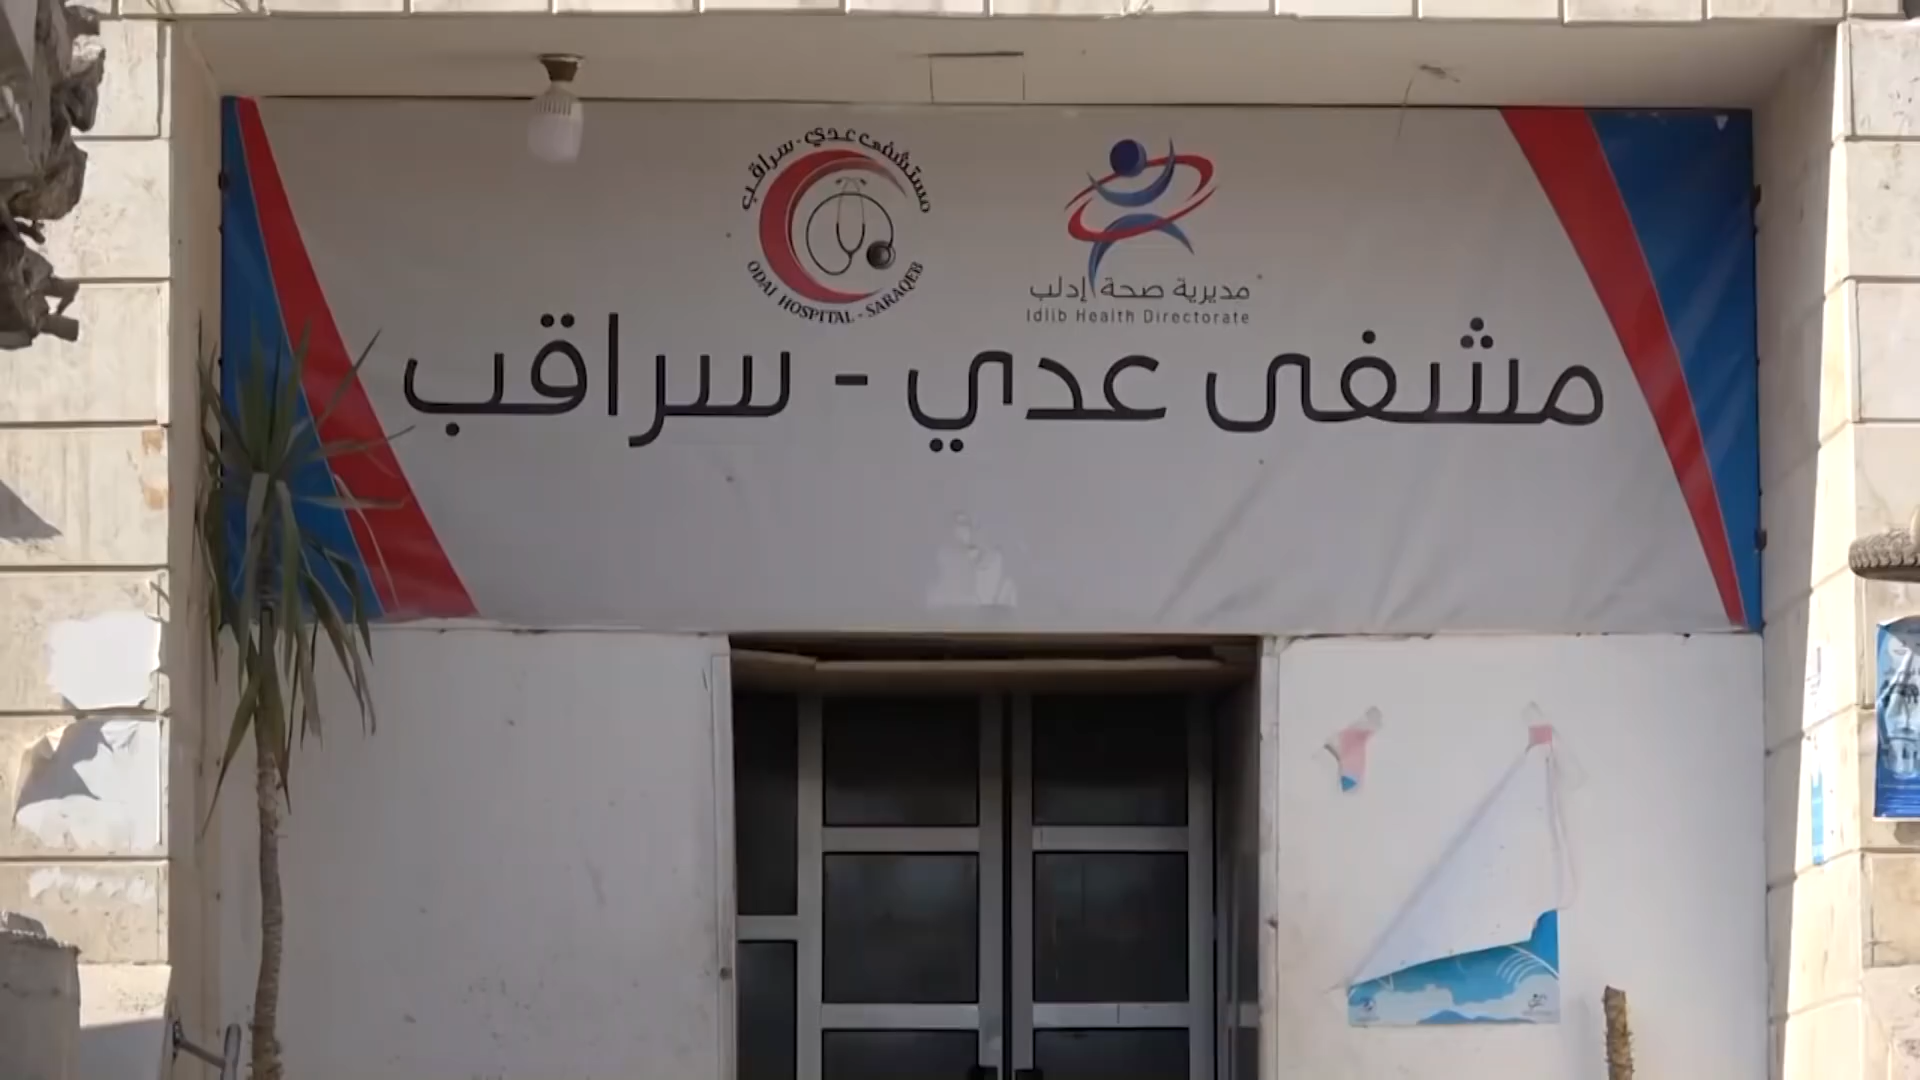 مستشفى عدي - سراقب
ODAI HOSPITAL - SARAQEB
مديرية صحة إدلب
Idlib Health Directorate
مشفى عدي - سراقب